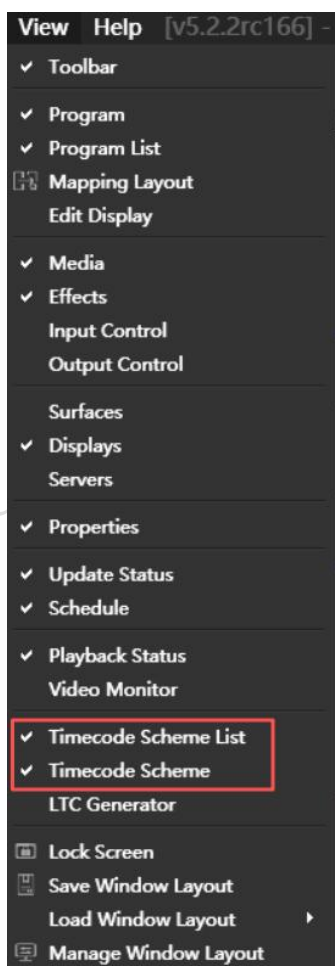 View Help [v5.2.2rc166] -
Toolbar
Program
Program List
Mapping Layout
Edit Display
Media
Effects
Input Control
Output Control
Surfaces
Displays
Servers
Properties
Update Status
Schedule
Playback Status
Video Monitor
Timecode Scheme List
Timecode Scheme
LTC Generator
Lock Screen
Save Window Layout
Load Window Layout
Manage Window Layout